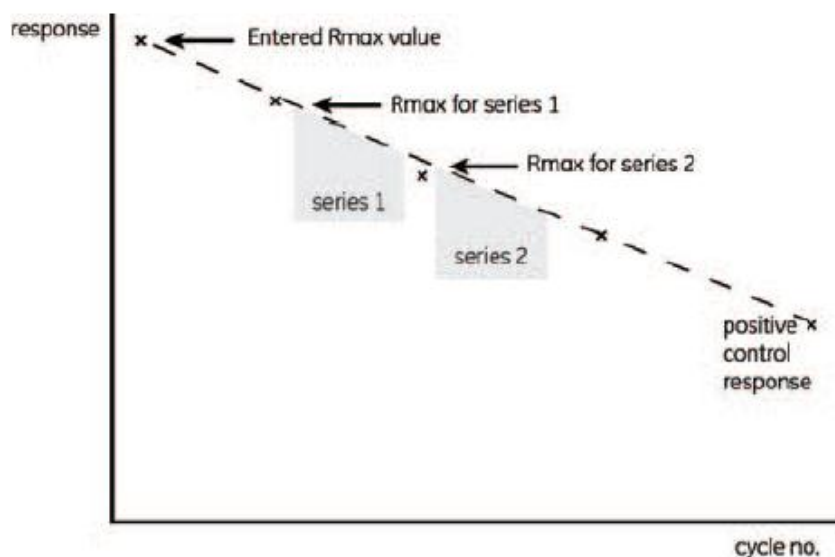 response
Entered Rmax value
Rmax for series 1
Rmax for series 2
series 1
series 2
positive
control
response
cycle no.